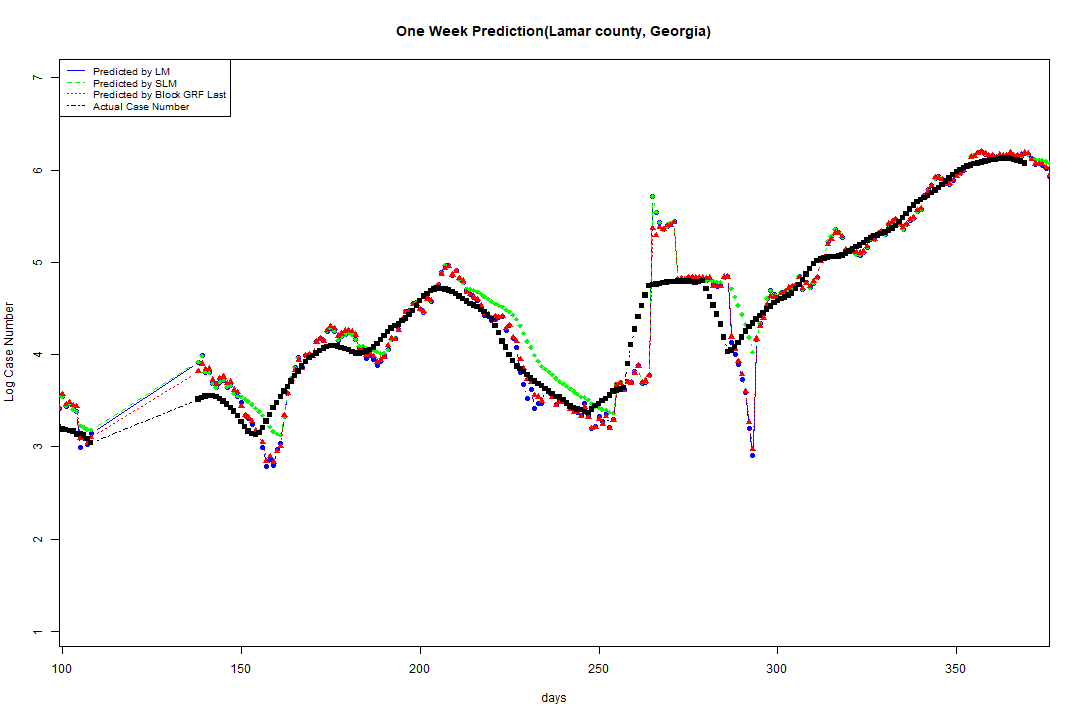 One Week Prediction(Lamar county, Georgia)
Predicted by LM
Predicted by SLM
Predicted by Block GRF Last
Actual Case Number
7
6
5
4
3
2
1
Log Case Number
100 150 200 250 300 350
days